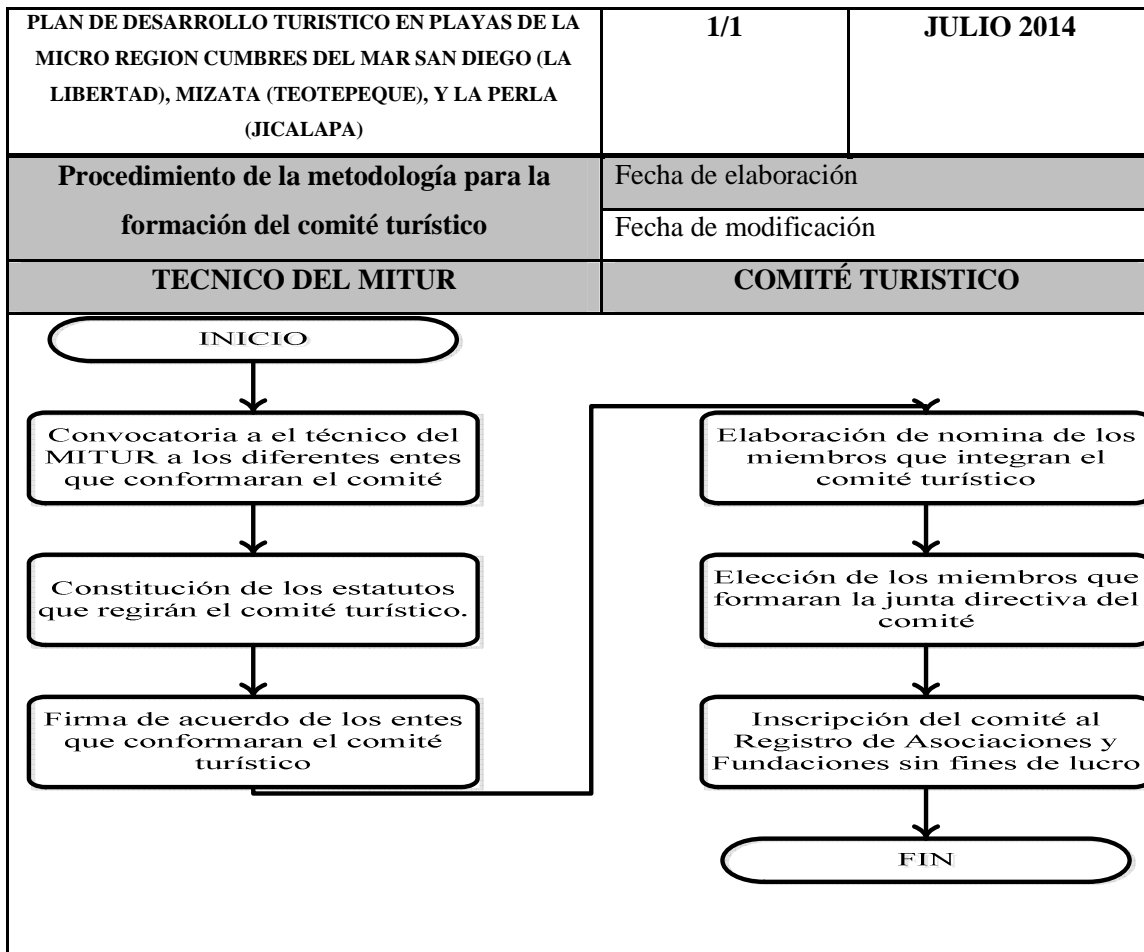 PLAN DE DESARROLLO TURISTICO EN PLAYAS DE LA
MICRO REGION CUMBRES DEL MAR SAN DIEGO (LA
LIBERTAD), MIZATA (TEOTEPEQUE), Y LA PERLA
(JICALAPA)
1/1
JULIO 2014
Procedimiento de la metodología para la
formación del comité turístico
Fecha de elaboración
Fecha de modificación
TECNICO DEL MITUR
COMITÉ TURISTICO
INICIO
Convocatoria a el técnico del
MITUR a los diferentes entes
que conformaran el comité
Constitución de los estatutos
que regirán el comité turístico.
Firma de acuerdo de los entes
que conformaran el comité
turístico
Elaboración de nomina de los
miembros que integran el
comité turístico
Elección de los miembros que
formaran la junta directiva del
comité
Inscripción del comité al
Registro de Asociaciones y
Fundaciones sin fines de lucro
FIN